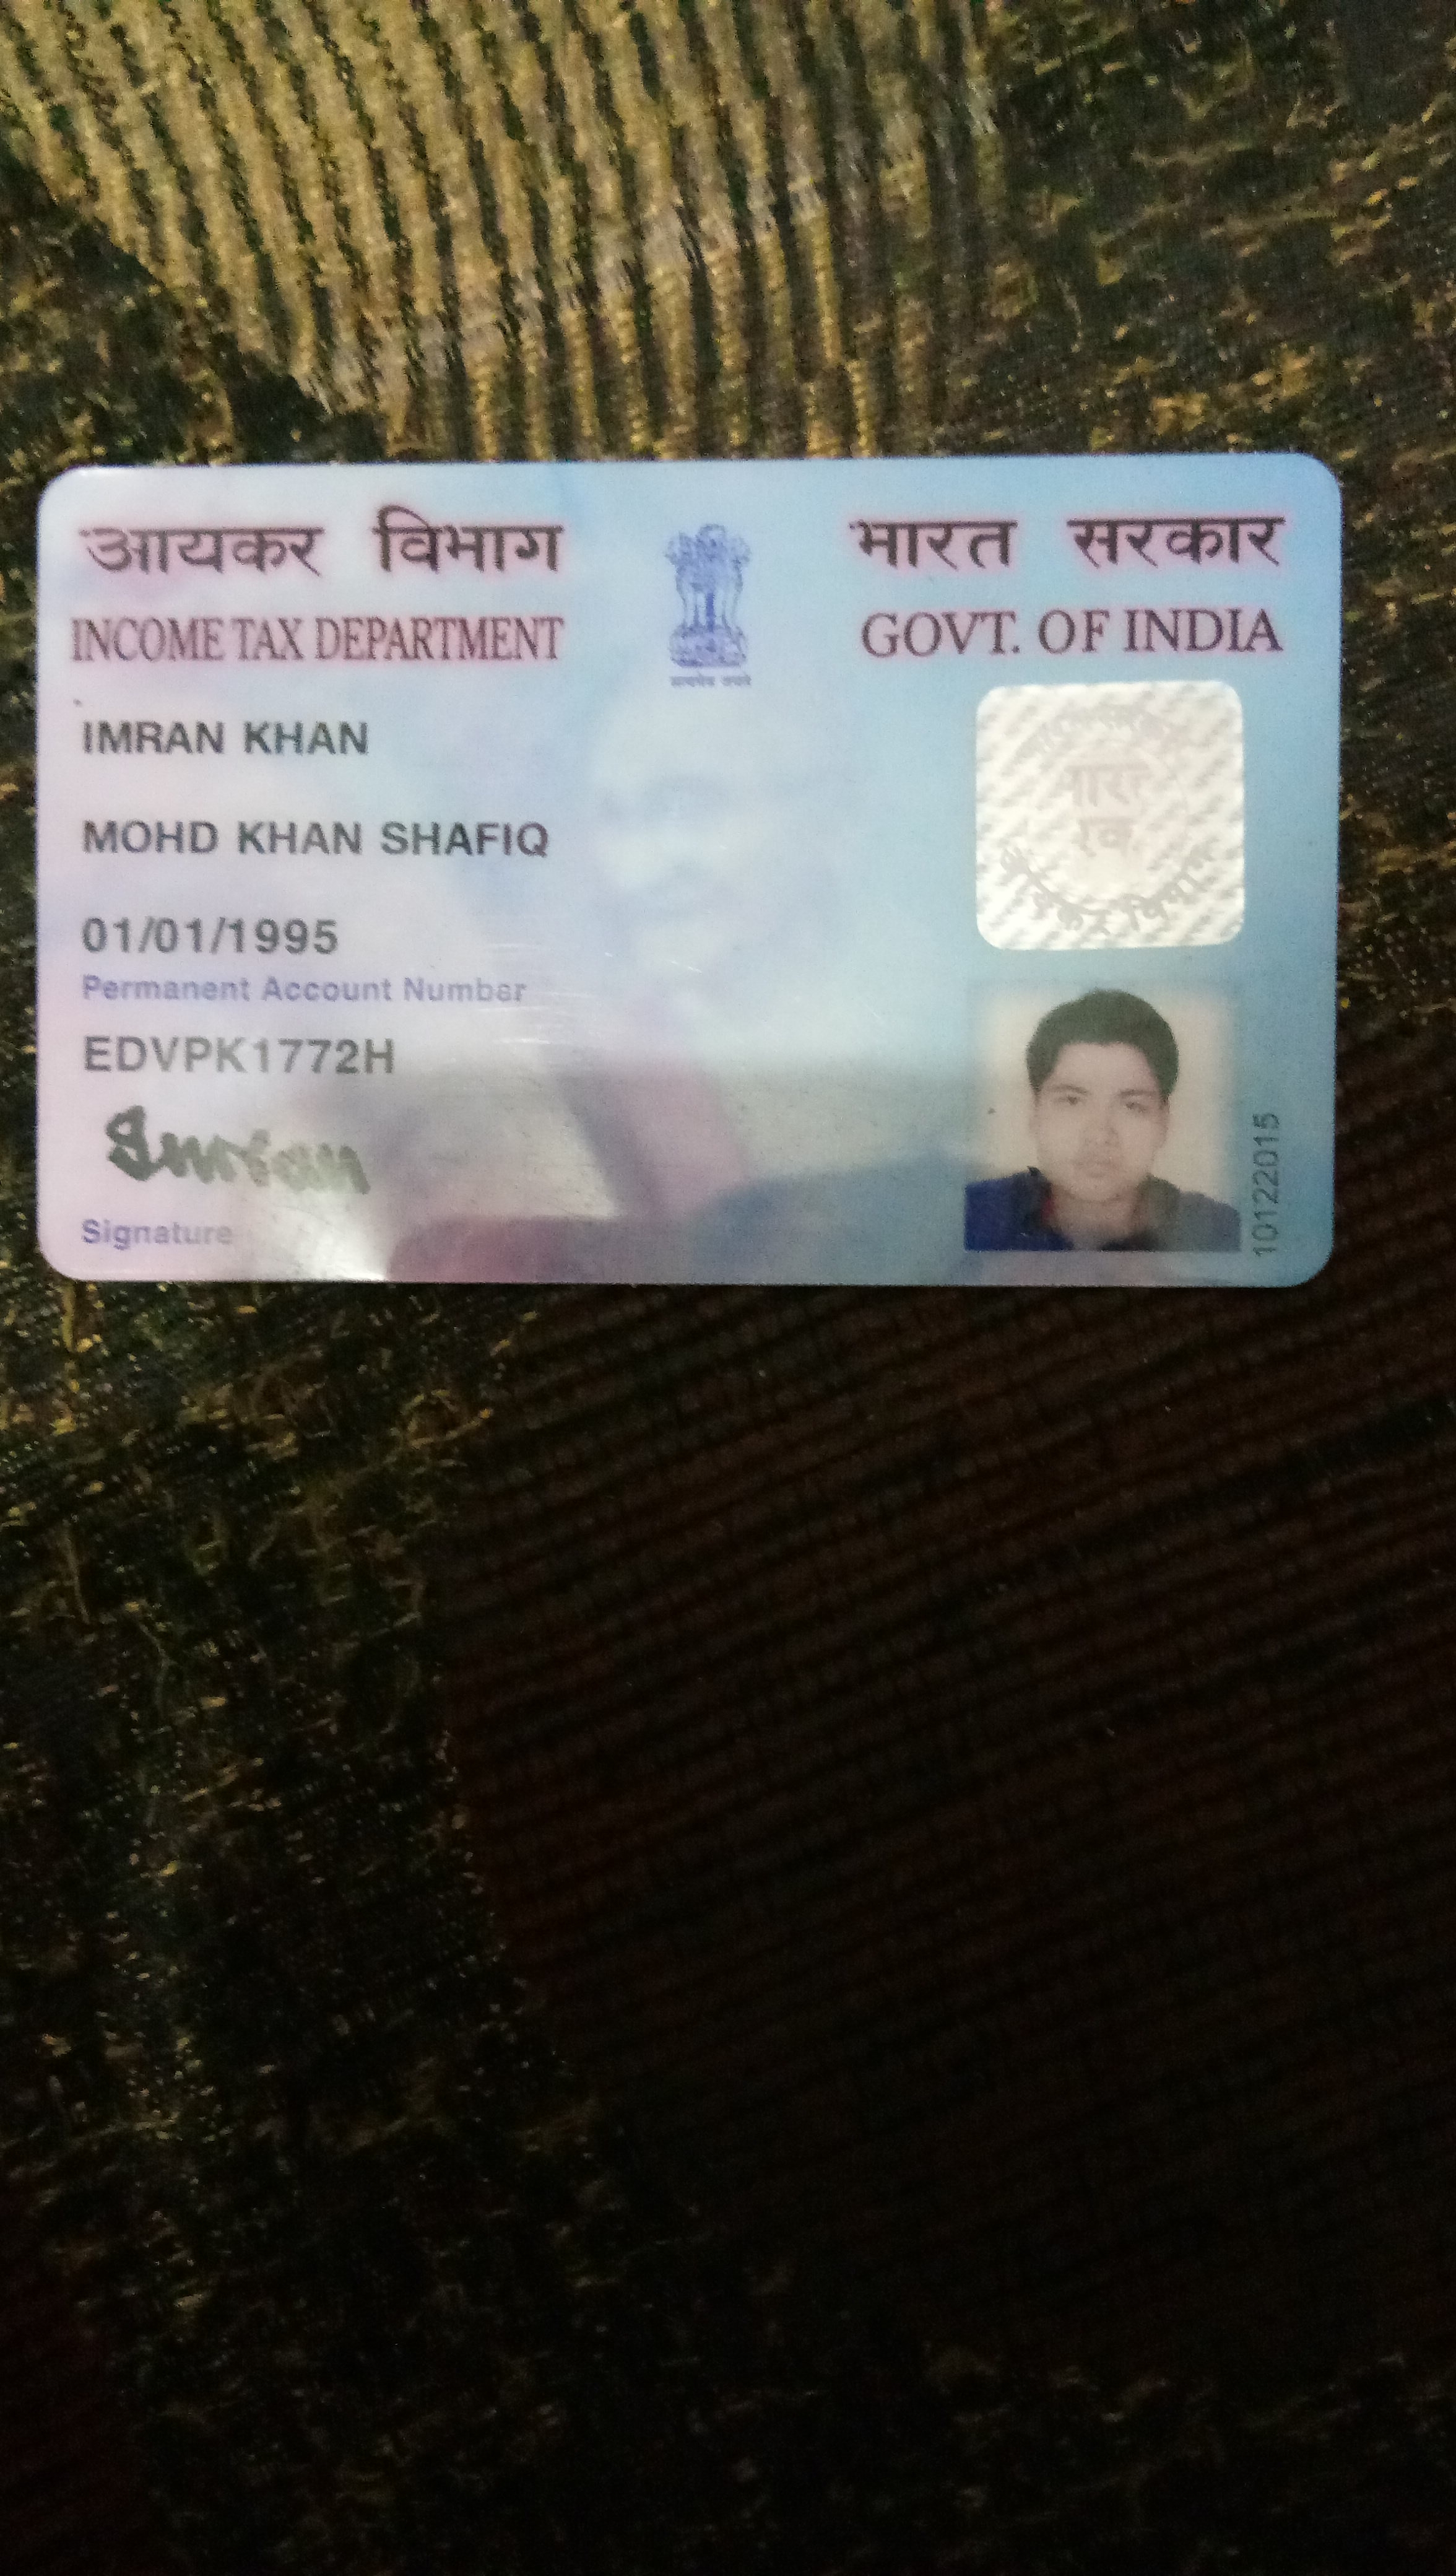 आयकर विभाग
INCOME TAX DEPARTMENT
भारत सरकार
GOVT. OF INDIA
सत्यमेव जयते
IMRAN KHAN
MOHD KHAN SHAFIQ
01/01/1995
Permanent Account Number
EDVPK1772H
Imran
Signature
आयकर विभाग
10122015